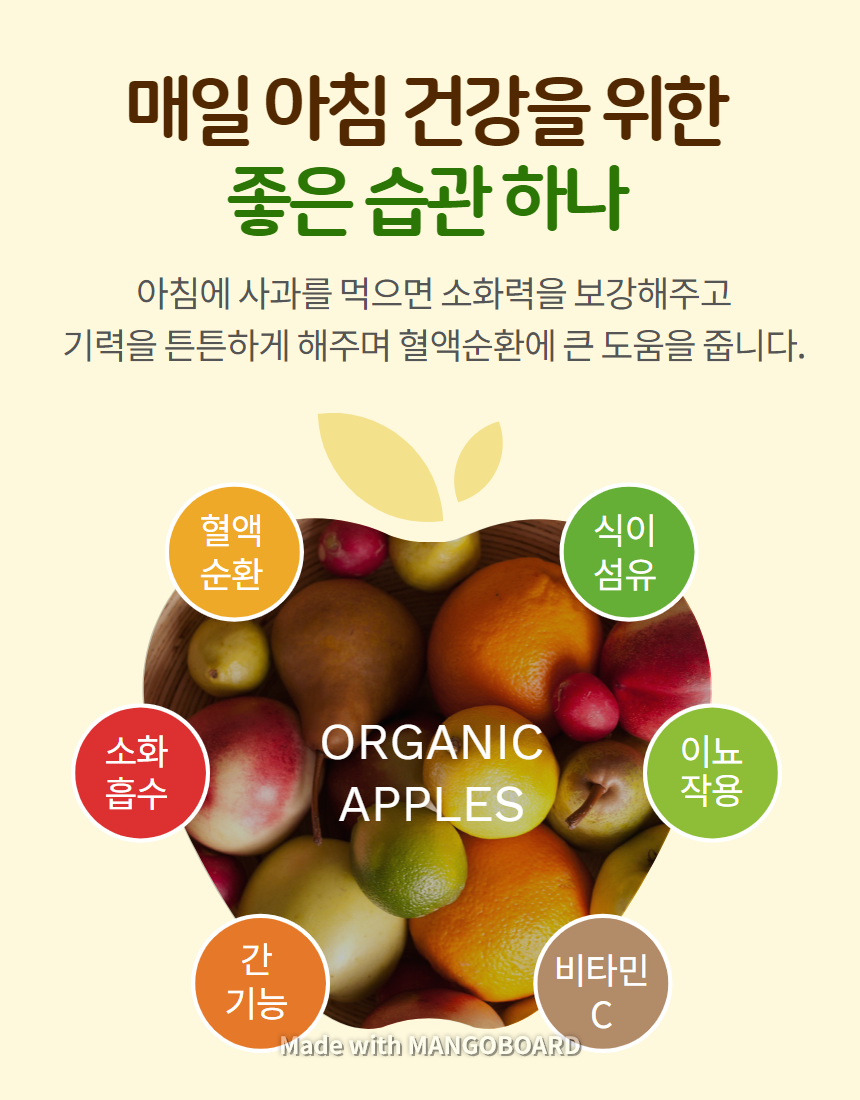 매일 아침 건강을 위한
좋은 습관 하나
아침에 사과를 먹으면 소화력을 보강해주고
기력을 튼튼하게 해주며 혈액순환에 큰 도움을 줍니다.
혈액
순환
식이
섬유
소화
흡수
ORGANIC
APPLES
이뇨
작용
간
기능
비타민
C
Made with MANGOBOARD